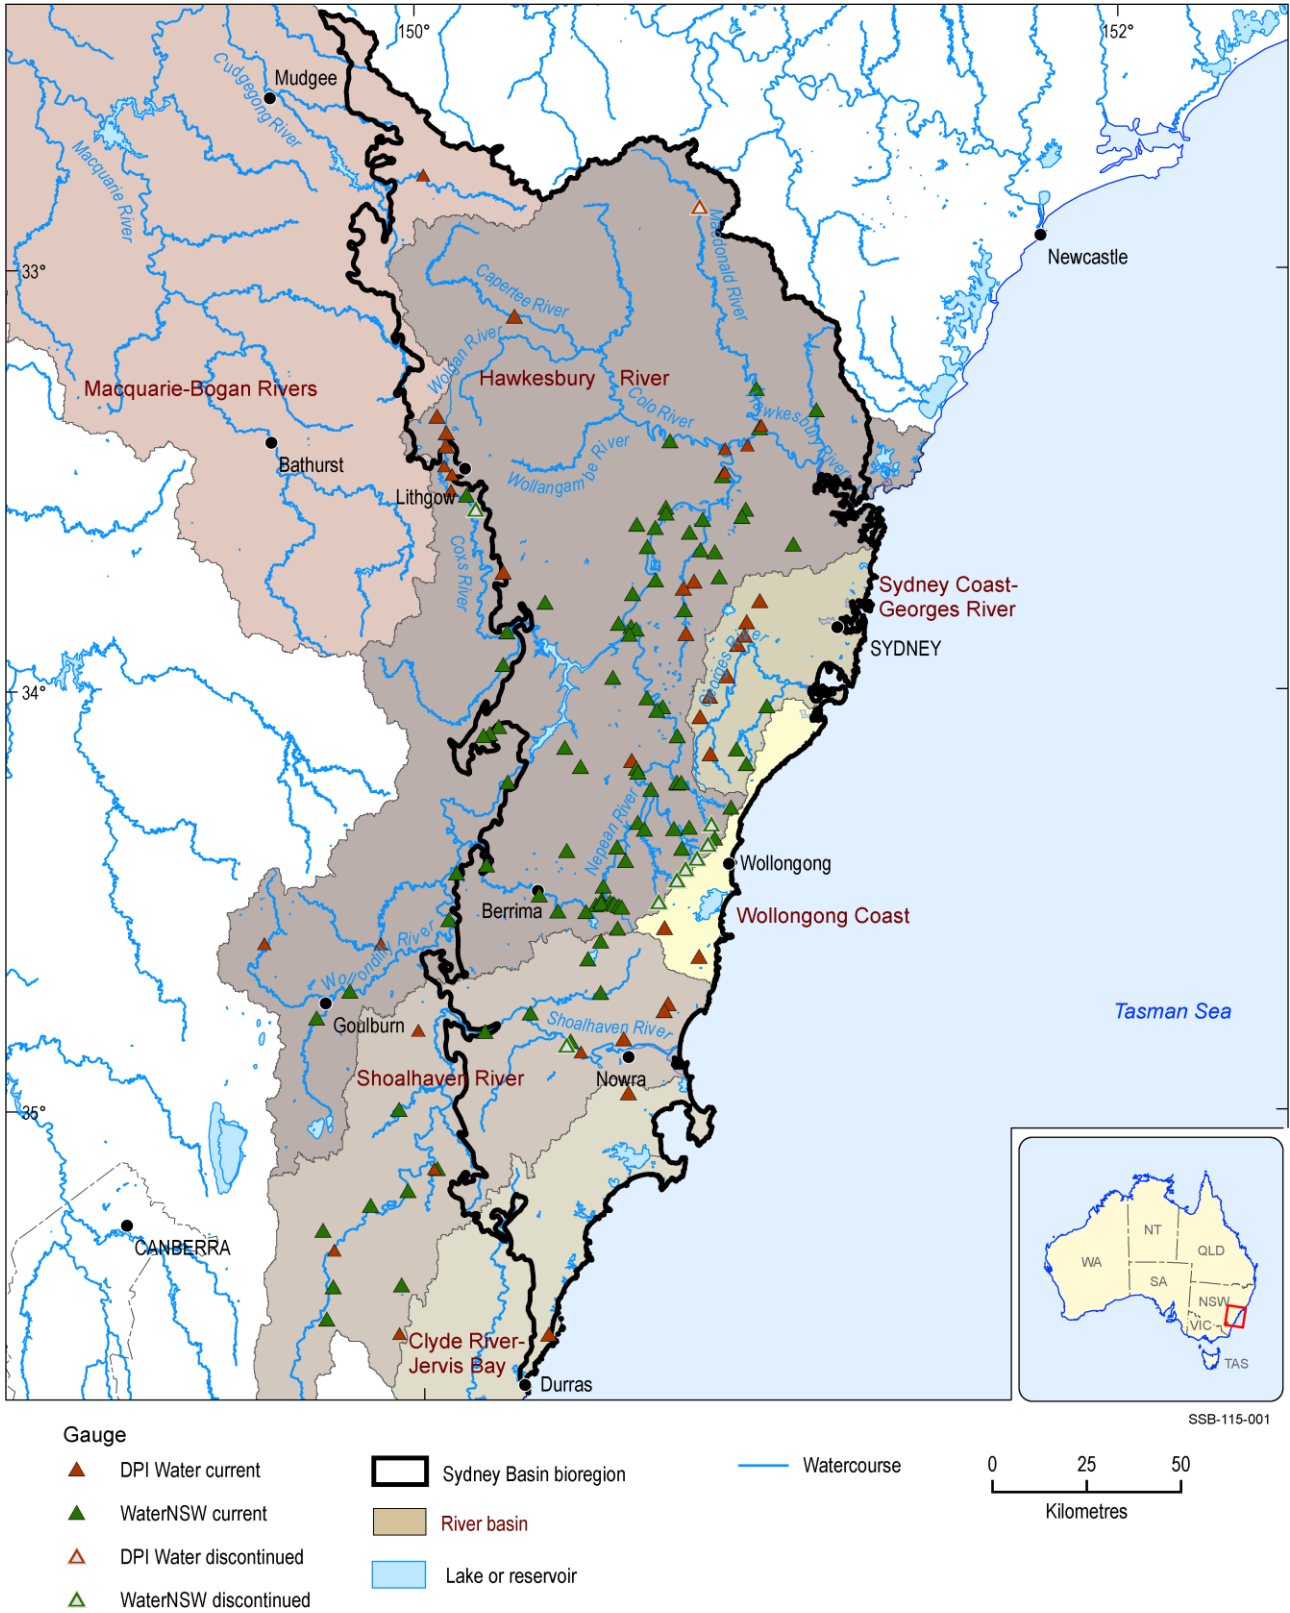 150°
152°
Mudgee
Cudgegong River
Macquarie River
Macdonald River
Newcastle
33°
Capertee River
Wolgan River
Macquarie-Bogan Rivers
Hawkesbury River
Colo River
Hawkesbury River
Bathurst
Wollangambe River
Lithgow
Coxs River
Sydney Coast-
Georges River
Georges River
SYDNEY
34°
Nepean River
Wollongong
Berrima
Wollongong Coast
Wollondilly River
Goulburn
Shoalhaven River
Tasman Sea
Nowra
Shoalhaven River
35°
CANBERRA
Clyde River-
Jervis Bay
Durras
NT
QLD
WA
SA
NSW
VIC
TAS
SSB-115-001
Gauge
DPI Water current
WaterNSW current
DPI Water discontinued
WaterNSW discontinued
Sydney Basin bioregion
River basin
Lake or reservoir
Watercourse
0 25 50
Kilometres